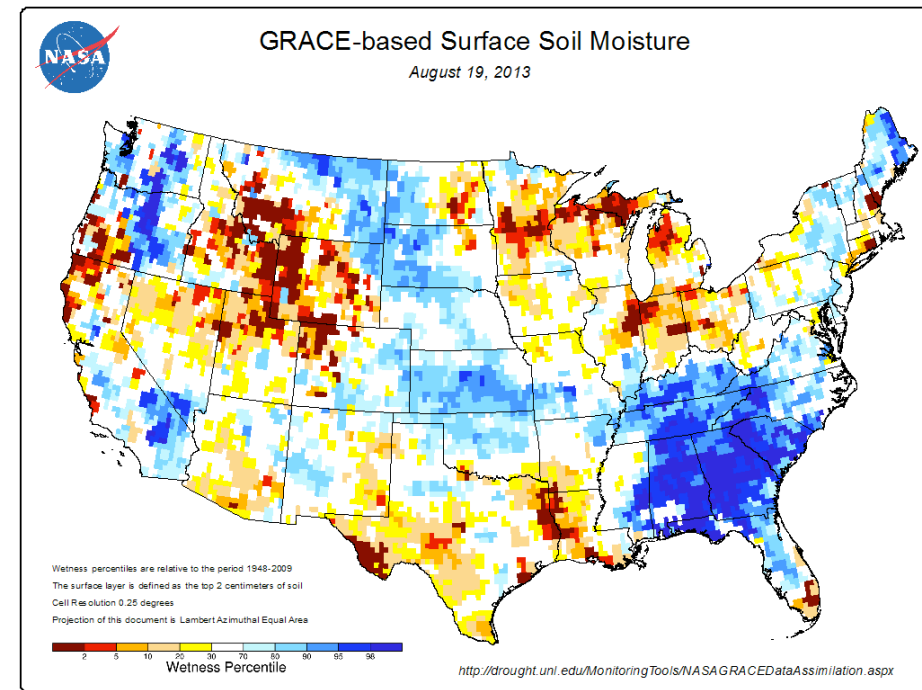 NASA
GRACE-based Surface Soil Moisture
August 19, 2013
Wetness percentiles are relative to the period 1948-2009
The surface layer is defined as the top 2 centimeters of soil
Cell Resolution 0.25 degrees
Projection of this document is Lambert Azimuthal Equal Area
2 5 10 20 30 70 80 90 95 98
Wetness Percentile
http://drought.unl.edu/MonitoringTools/NASAGRACEDataAssimilation.aspx